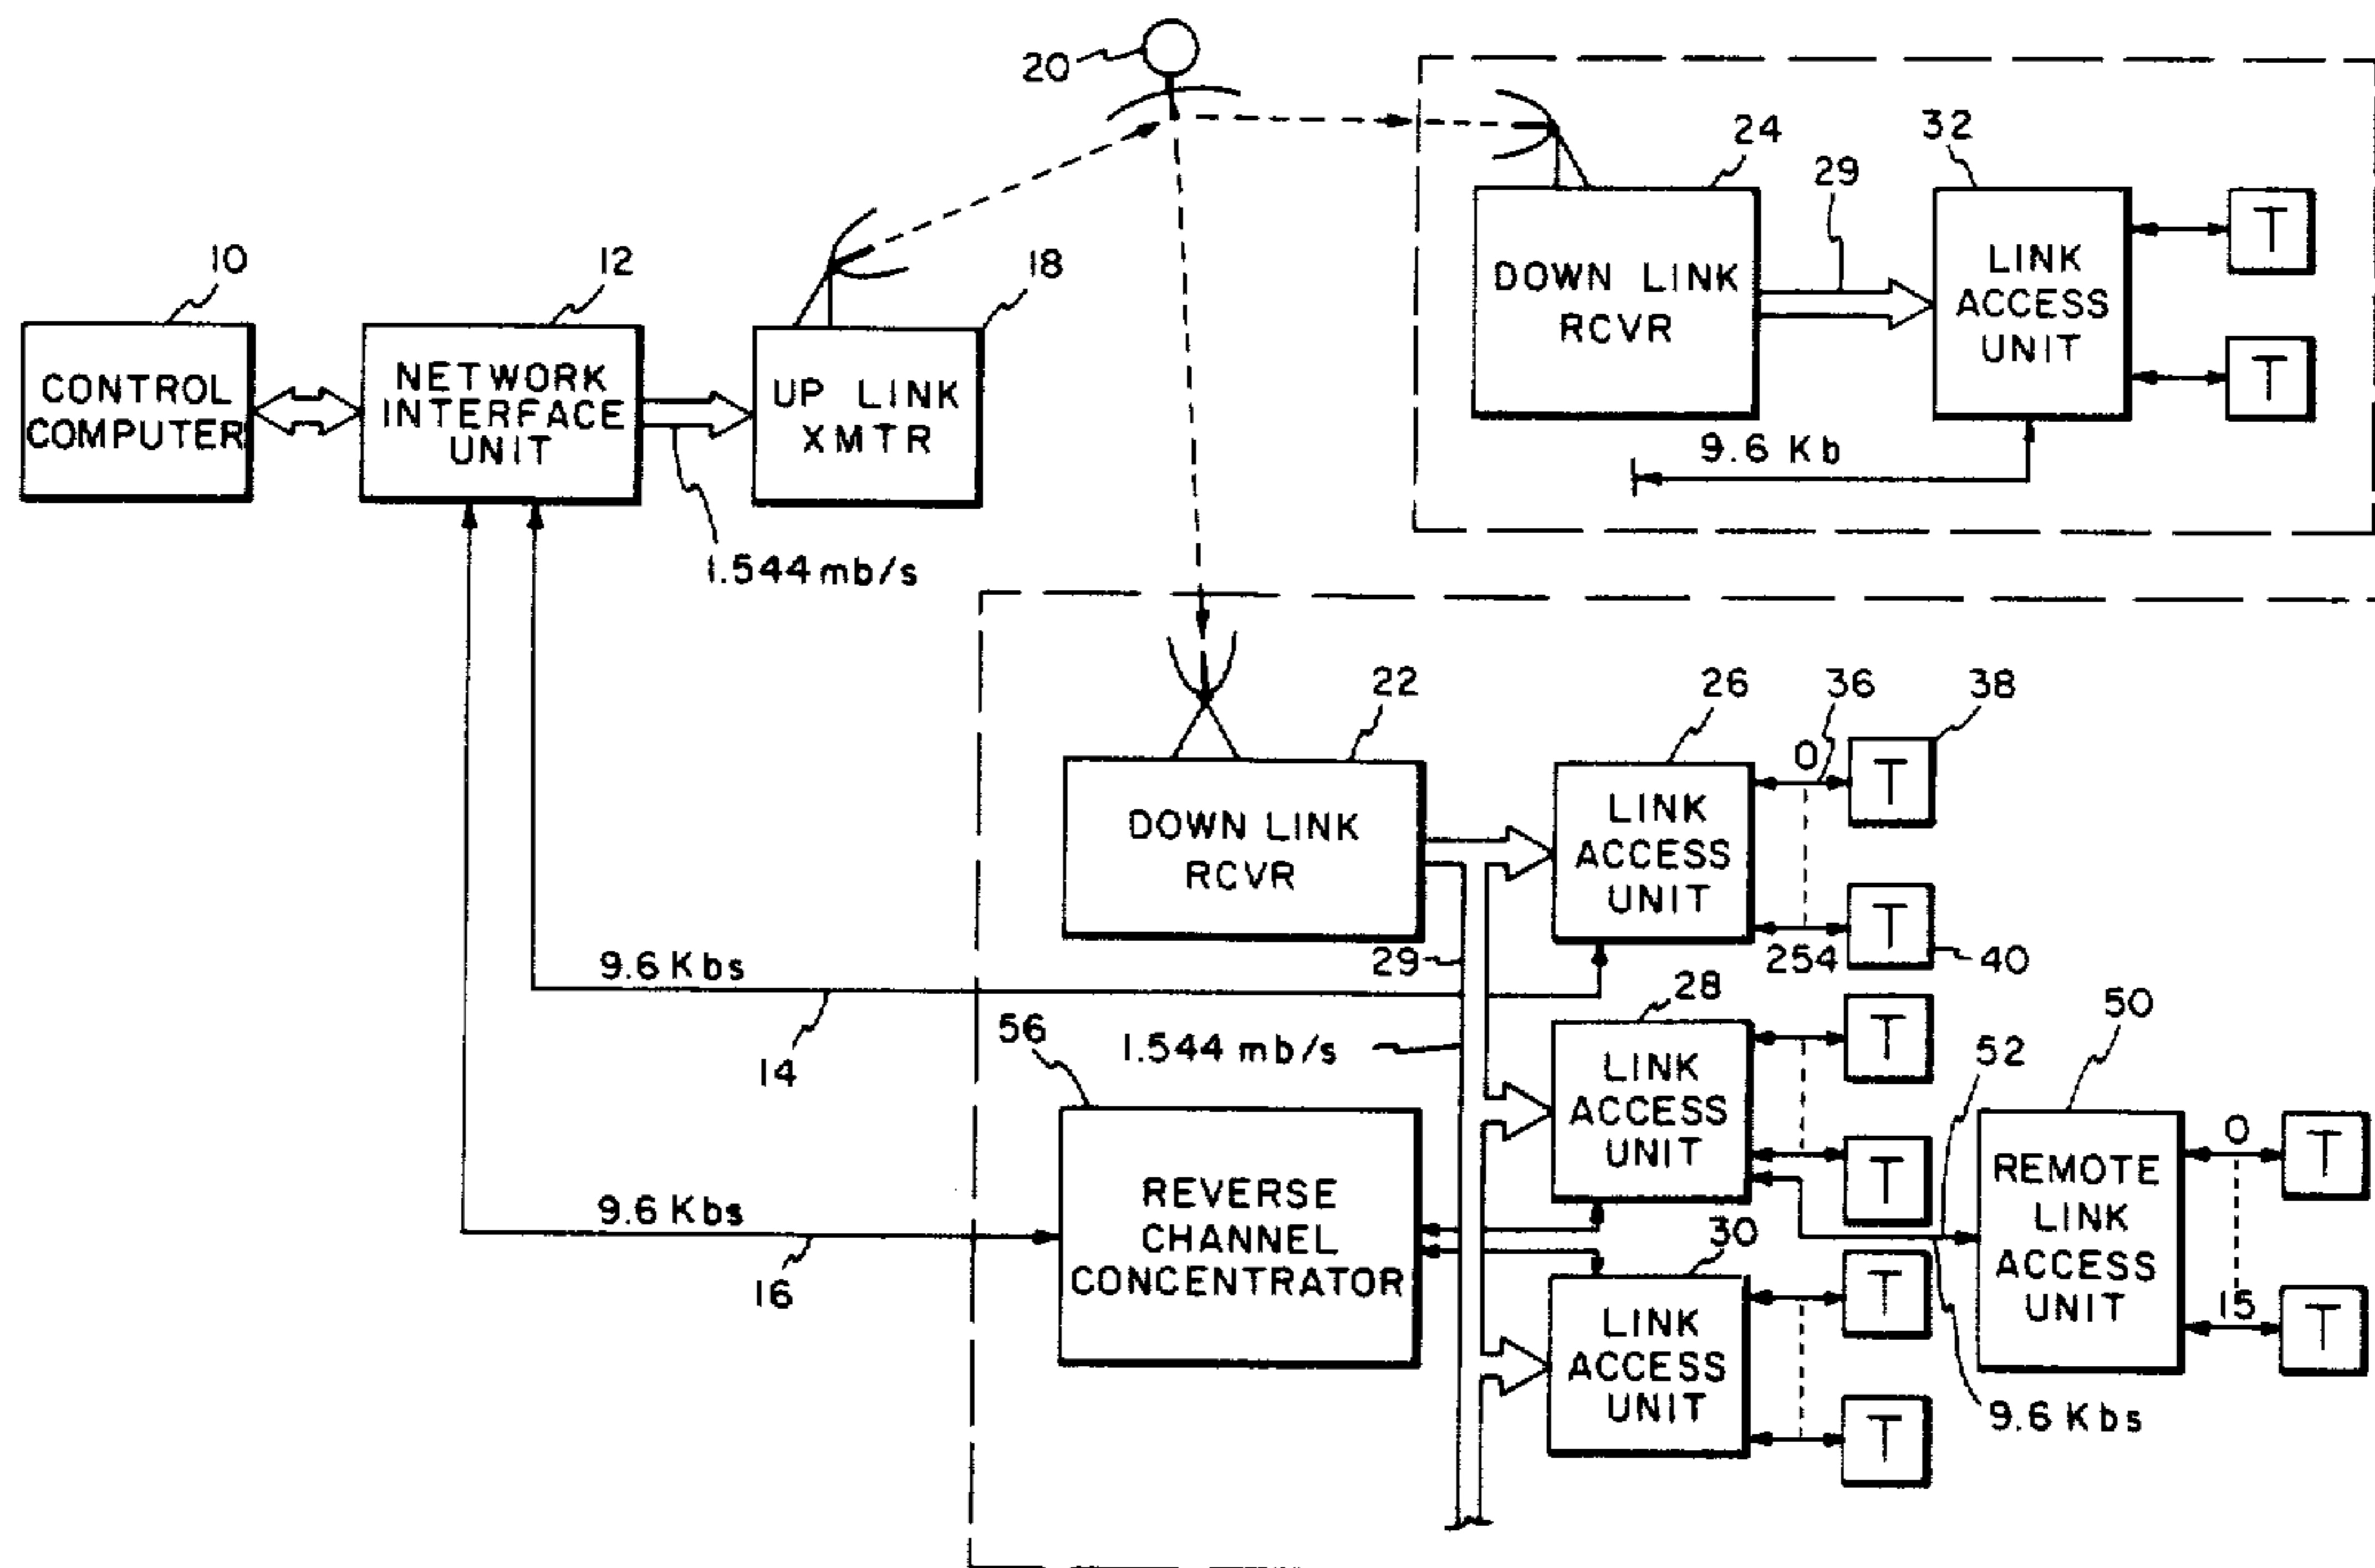 20
10
CONTROL
COMPUTER
12
NETWORK
INTERFACE
UNIT
18
UP LINK
XMTR
1.544 mb/s
24
DOWN LINK
RCVR
29
32
LINK
ACCESS
UNIT
T
T
9.6 Kb
22
DOWN LINK
RCVR
26
LINK
ACCESS
UNIT
36
0
38
T
254
T
40
29
9.6 Kbs
14
1.544 mb/s
28
LINK
ACCESS
UNIT
T
T
52
50
REMOTE
LINK
ACCESS
UNIT
0
T
15
T
9.6 Kbs
56
REVERSE
CHANNEL
CONCENTRATOR
9.6 Kbs
16
30
LINK
ACCESS
UNIT
T
T